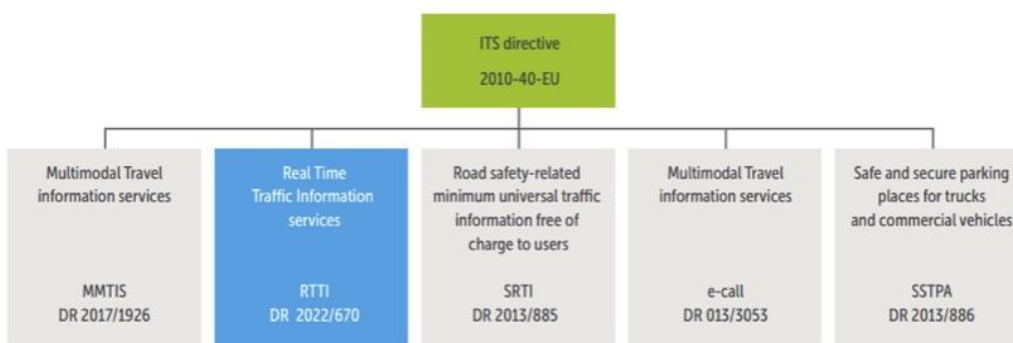 ITS directive
2010-40-EU
Multimodal Travel
information services
MMTIS
DR 2017/1926
Real Time
Traffic Information
services
RTTI
DR 2022/670
Road safety-related
minimum universal traffic
information free of
charge to users
SRTI
DR 2013/885
Multimodal Travel
information services
e-call
DR 013/3053
Safe and secure parking
places for trucks
and commercial vehicles
SSTPA
DR 2013/886